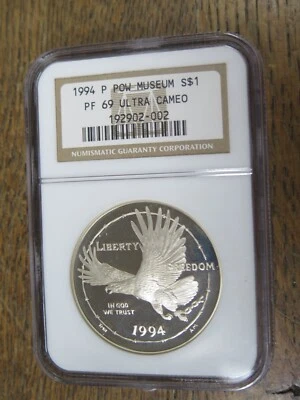 1994 P POW MUSEUM S$1
PF 69 ULTRA CAMEO
192902-002
NUMISMATIC GUARANTY CORPORATION
LIBERTY
FREEDOM
IN GOD
WE TRUST
1994